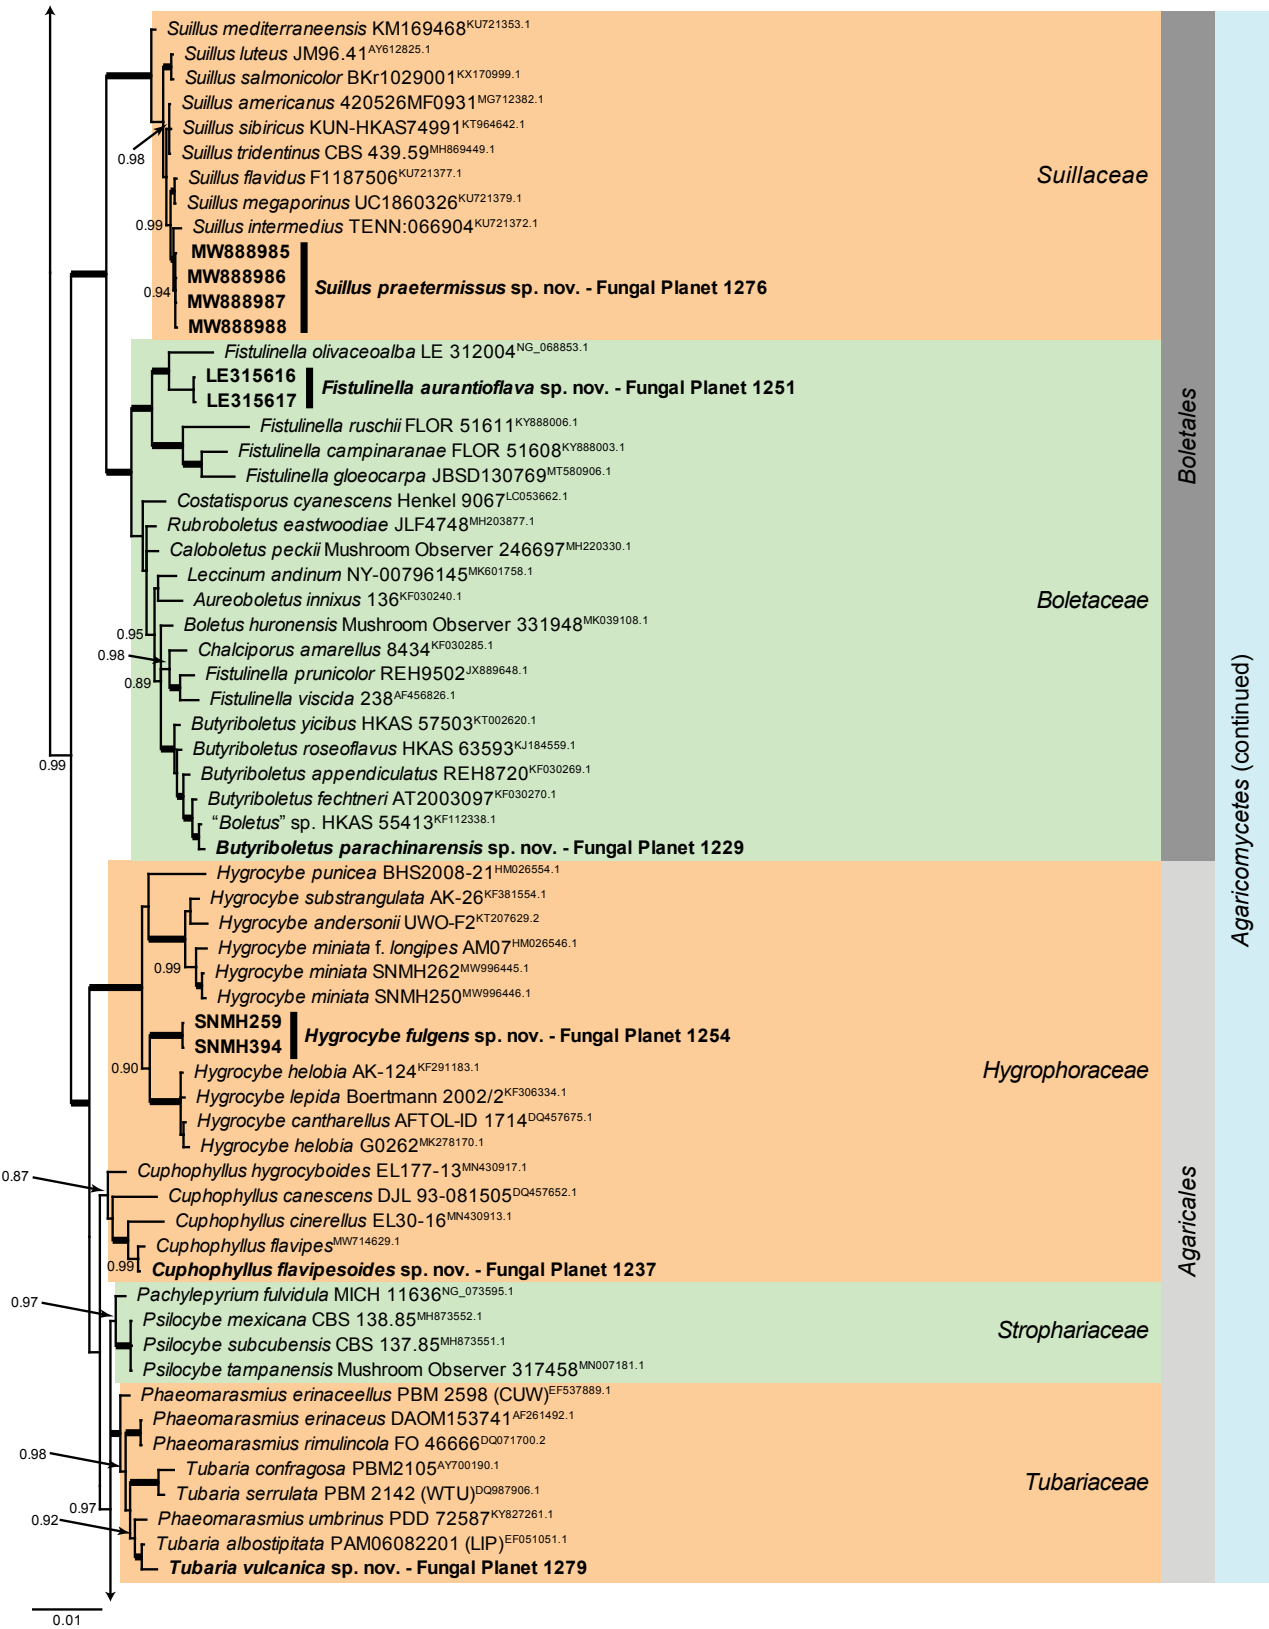 Suillus mediterraneensis KM169468KU721353.1
Suillus luteus JM96.41AY612825.1
Suillus salmonicolor BKr1029001KX170999.1
Suillus americanus 420526MF0931MG712382.1
Suillus sibiricus KUN-HKAS74991KT964642.1
0.98
Suillus tridentinus CBS 439.59MH869449.1
Suillaceae
Suillus flavidus F1187506KU721377.1
Suillus megaporinus UC1860326KU721379.1
0.99
Suillus intermedius TENN:066904KU721372.1
MW888985
MW888986
Suillus praetermissus sp. nov. - Fungal Planet 1276
0.94
MW888987
MW888988
Fistulinella olivaceoalba LE 312004NG_068853.1
LE315616
Fistulinella aurantioflava sp. nov. - Fungal Planet 1251
LE315617
Fistulinella ruschii FLOR 51611KY888006.1
Boletales
Fistulinella campinaranae FLOR 51608KY888003.1
Fistulinella gloeocarpa JBSD130769MT580906.1
Costatisporus cyanescens Henkel 9067LC053662.1
Rubroboletus eastwoodiae JLF4748MH203877.1
Caloboletus peckii Mushroom Observer 246697MH220330.1
Leccinum andinum NY-00796145MK601758.1
Aureoboletus innixus 136KF030240.1
Boletaceae
Boletus huronensis Mushroom Observer 331948MK039108.1
0.95
Chalciporus amarellus 8434KF030285.1
0.98
Fistulinella prunicolor REH9502JX889648.1
0.89
Fistulinella viscida 238AF456826.1
Butyriboletus yicibus HKAS 57503KT002620.1
Butyriboletus roseoflavus HKAS 63593KJ184559.1
0.99
Butyriboletus appendiculatus REH8720KF030269.1
Butyriboletus fechtneri AT2003097KF030270.1
Agaricomycetes (continued)
“Boletus” sp. HKAS 55413KF112338.1
Butyriboletus parachinarensis sp. nov. - Fungal Planet 1229
Hygrocybe punicea BHS2008-21HM026554.1
Hygrocybe substrangulata AK-26KF381554.1
Hygrocybe andersonii UWO-F2KT207629.2
Hygrocybe miniata f. longipes AM07HM026546.1
0.99
Hygrocybe miniata SNMH262MW996445.1
Hygrocybe miniata SNMH250MW996446.1
SNMH259
Hygrocybe fulgens sp. nov. - Fungal Planet 1254
SNMH394
0.90
Hygrocybe helobia AK-124KF291183.1
Hygrophoraceae
Hygrocybe lepida Boertmann 2002/2KF306334.1
Hygrocybe cantharellus AFTOL-ID 1714DQ457675.1
Hygrocybe helobia G0262MK278170.1
0.87
Cuphophyllus hygrocyboides EL177-13MN430917.1
Cuphophyllus canescens DJL 93-081505DQ457652.1
Agaricales
Cuphophyllus cinerellus EL30-16MN430913.1
Cuphophyllus flavipesMW714629.1
0.99
Cuphophyllus flavipesoides sp. nov. - Fungal Planet 1237
0.97
Pachylepyrium fulvidula MICH 11636NG_073595.1
Psilocybe mexicana CBS 138.85MH873552.1
Strophariaceae
Psilocybe subcubensis CBS 137.85MH873551.1
Psilocybe tampanensis Mushroom Observer 317458MN007181.1
Phaeomarasmius erinaceellus PBM 2598 (CUW)EF537889.1
Phaeomarasmius erinaceus DAOM153741AF261492.1
Phaeomarasmius rimulincola FO 46666DQ071700.2
0.98
Tubaria confragosa PBM2105AY700190.1
Tubariaceae
Tubaria serrulata PBM 2142 (WTU)DQ987906.1
0.97
0.92
Phaeomarasmius umbrinus PDD 72587KY827261.1
Tubaria albostipitata PAM06082201 (LIP)EF051051.1
Tubaria vulcanica sp. nov. - Fungal Planet 1279
0.01